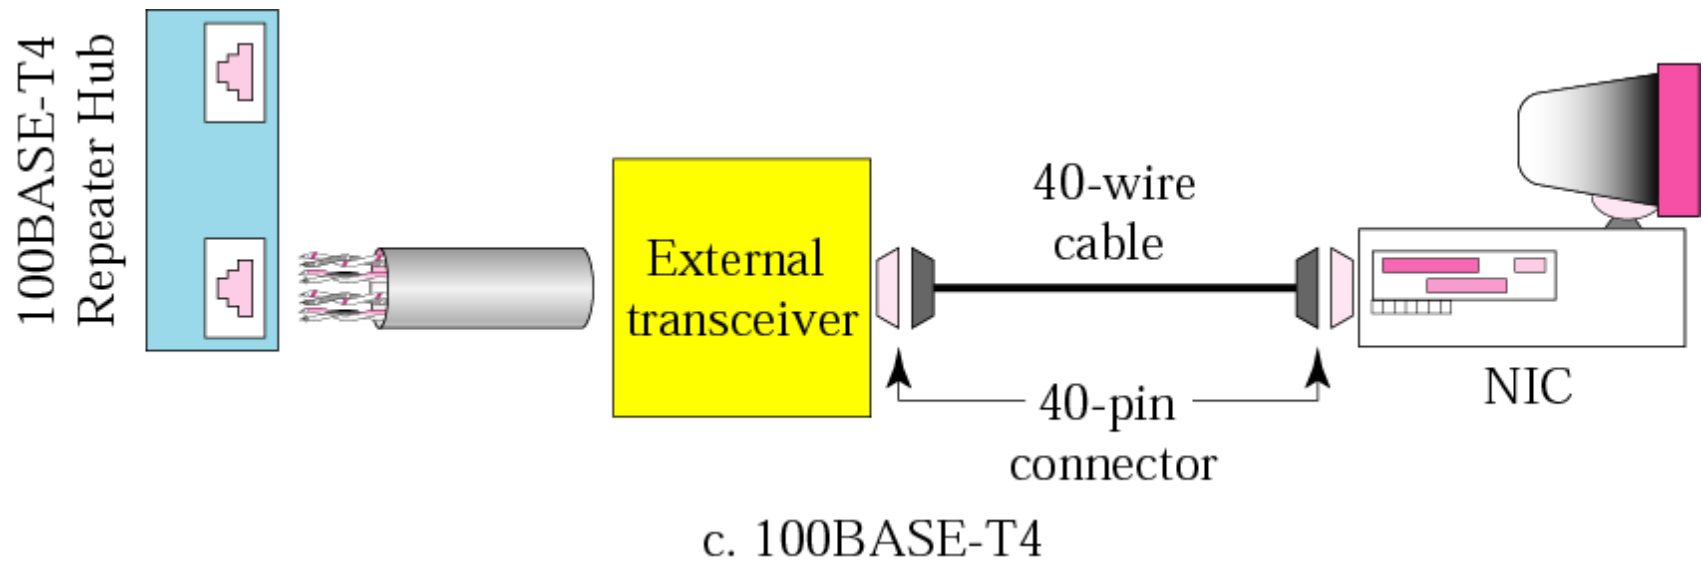 100BASE-T4
Repeater Hub
External
transceiver
40-wire
cable
40-pin
connector
NIC
c. 100BASE-T4